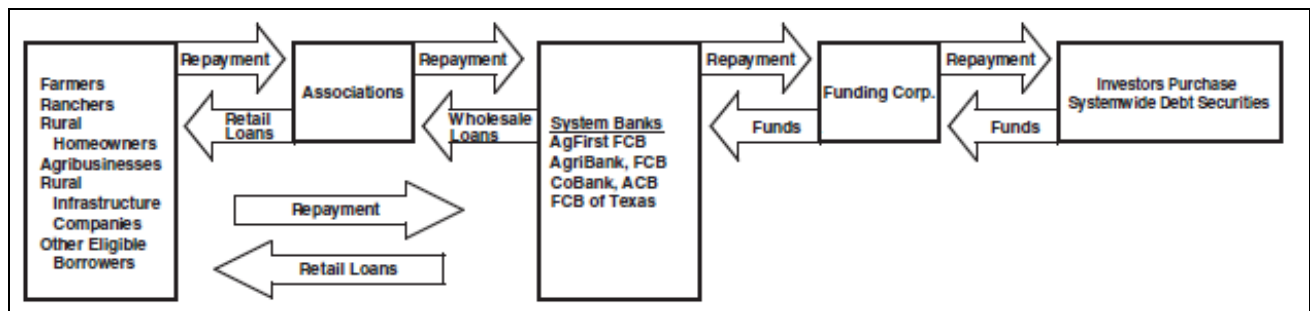 Farmers
Ranchers
Rural
Homeowners
Agribusinesses
Rural
Infrastructure
Companies
Other Eligible
Borrowers
Repayment
Retail
Loans
Associations
Repayment
Wholesale
Loans
Repayment
Retail Loans
System Banks
AgFirst FCB
AgriBank, FCB
CoBank, ACB
FCB of Texas
Repayment
Funds
Funding Corp.
Repayment
Funds
Investors Purchase
Systemwide Debt Securities